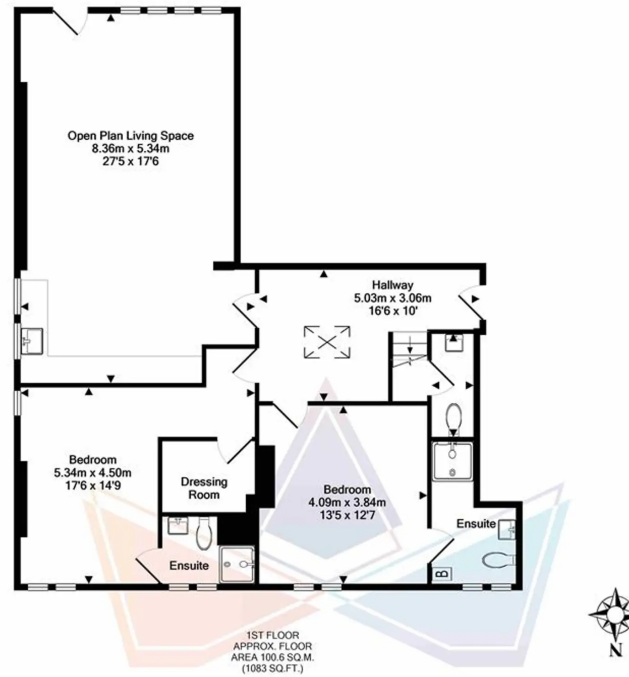 Open Plan Living Space
8.36m x 5.34m
27'5 x 17'6
Hallway
5.03m x 3.06m
16'6 x 10'
Bedroom
5.34m x 4.50m
17'6 x 14'9
Dressing
Room
Bedroom
4.09m x 3.84m
13'5 x 12'7
Ensuite
Ensuite
B
1ST FLOOR
APPROX. FLOOR
AREA 100.6 SQ.M.
(1083 SQ.FT.)
N